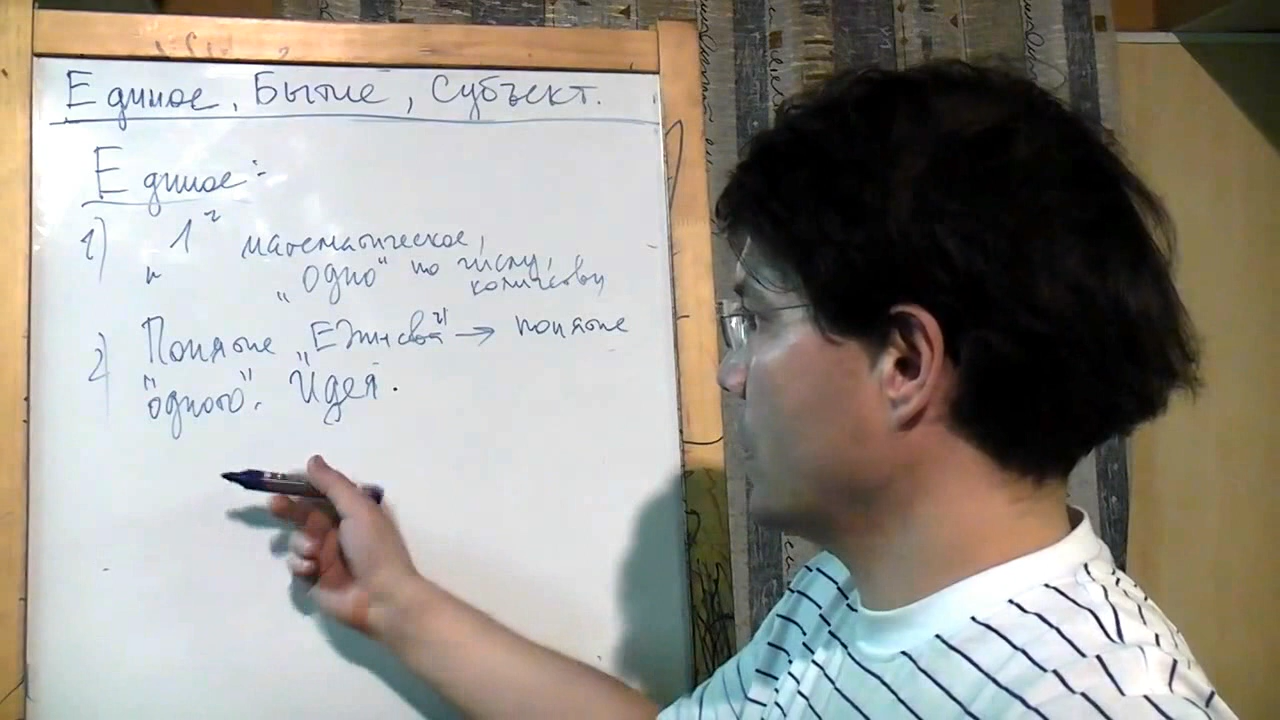 Единое, Бытие, Субъект.
Единое:
1) "1" математическое,
"одно" по числу,
количеству
2) Понятие "Единство" → понятие
"одного". Идея.